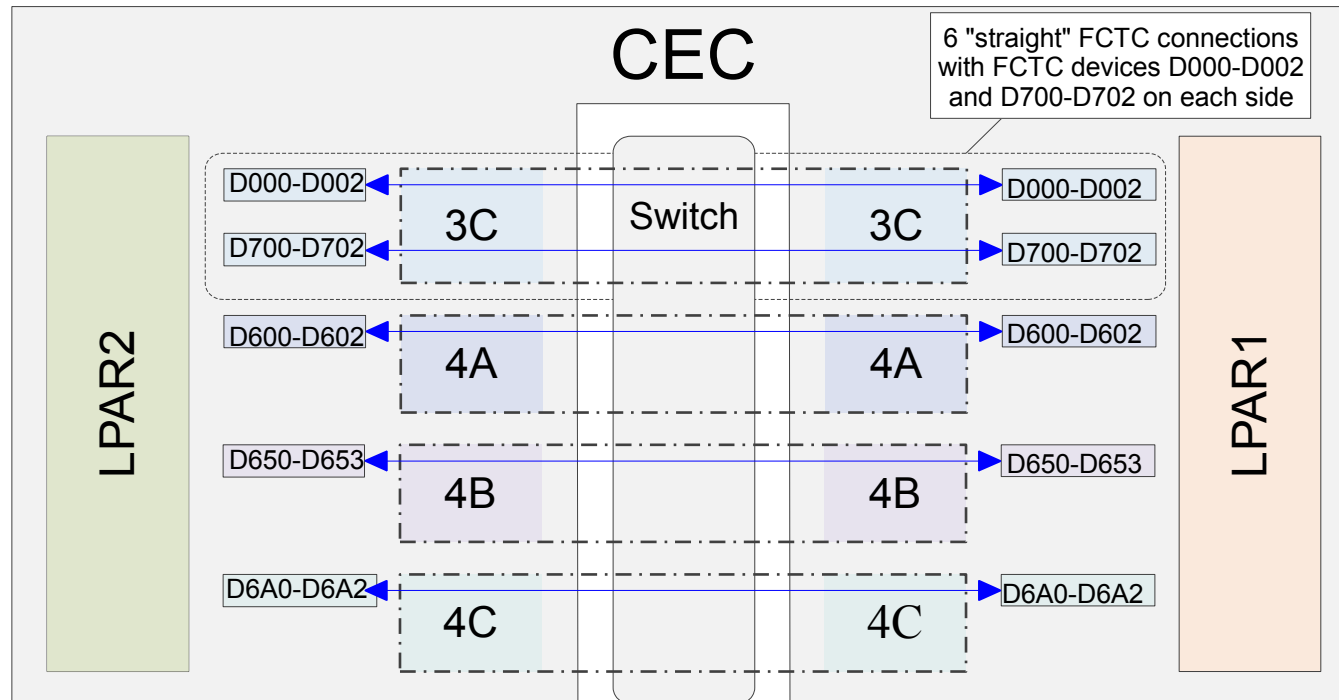 CEC
6 "straight" FCTC connections
with FCTC devices D000-D002
and D700-D702 on each side
LPAR2
LPAR1
Switch
D000-D002
D000-D002
3C
3C
D700-D702
D700-D702
D600-D602
D600-D602
4A
4A
D650-D653
D650-D653
4B
4B
D6A0-D6A2
D6A0-D6A2
4C
4C